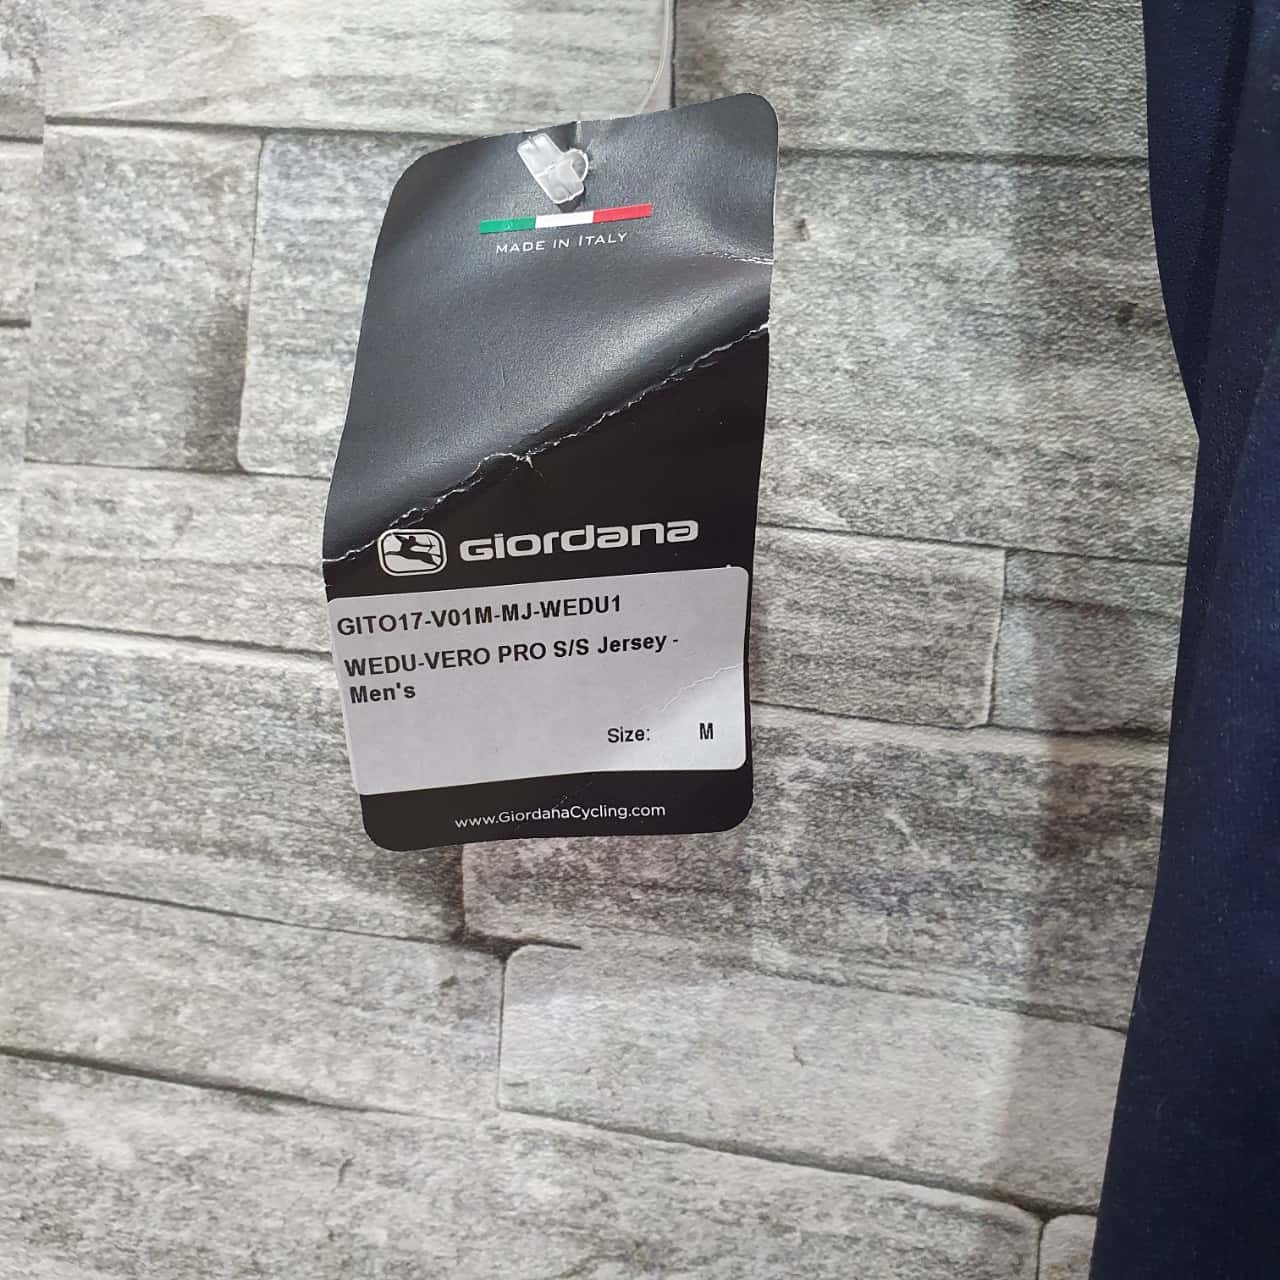 MADE IN ITALY
GIORDANA
GITO17-V01M-MJ-WEDU1
WEDU-VERO PRO S/S Jersey -
Men's
Size: M
www.GiordanaCycling.com